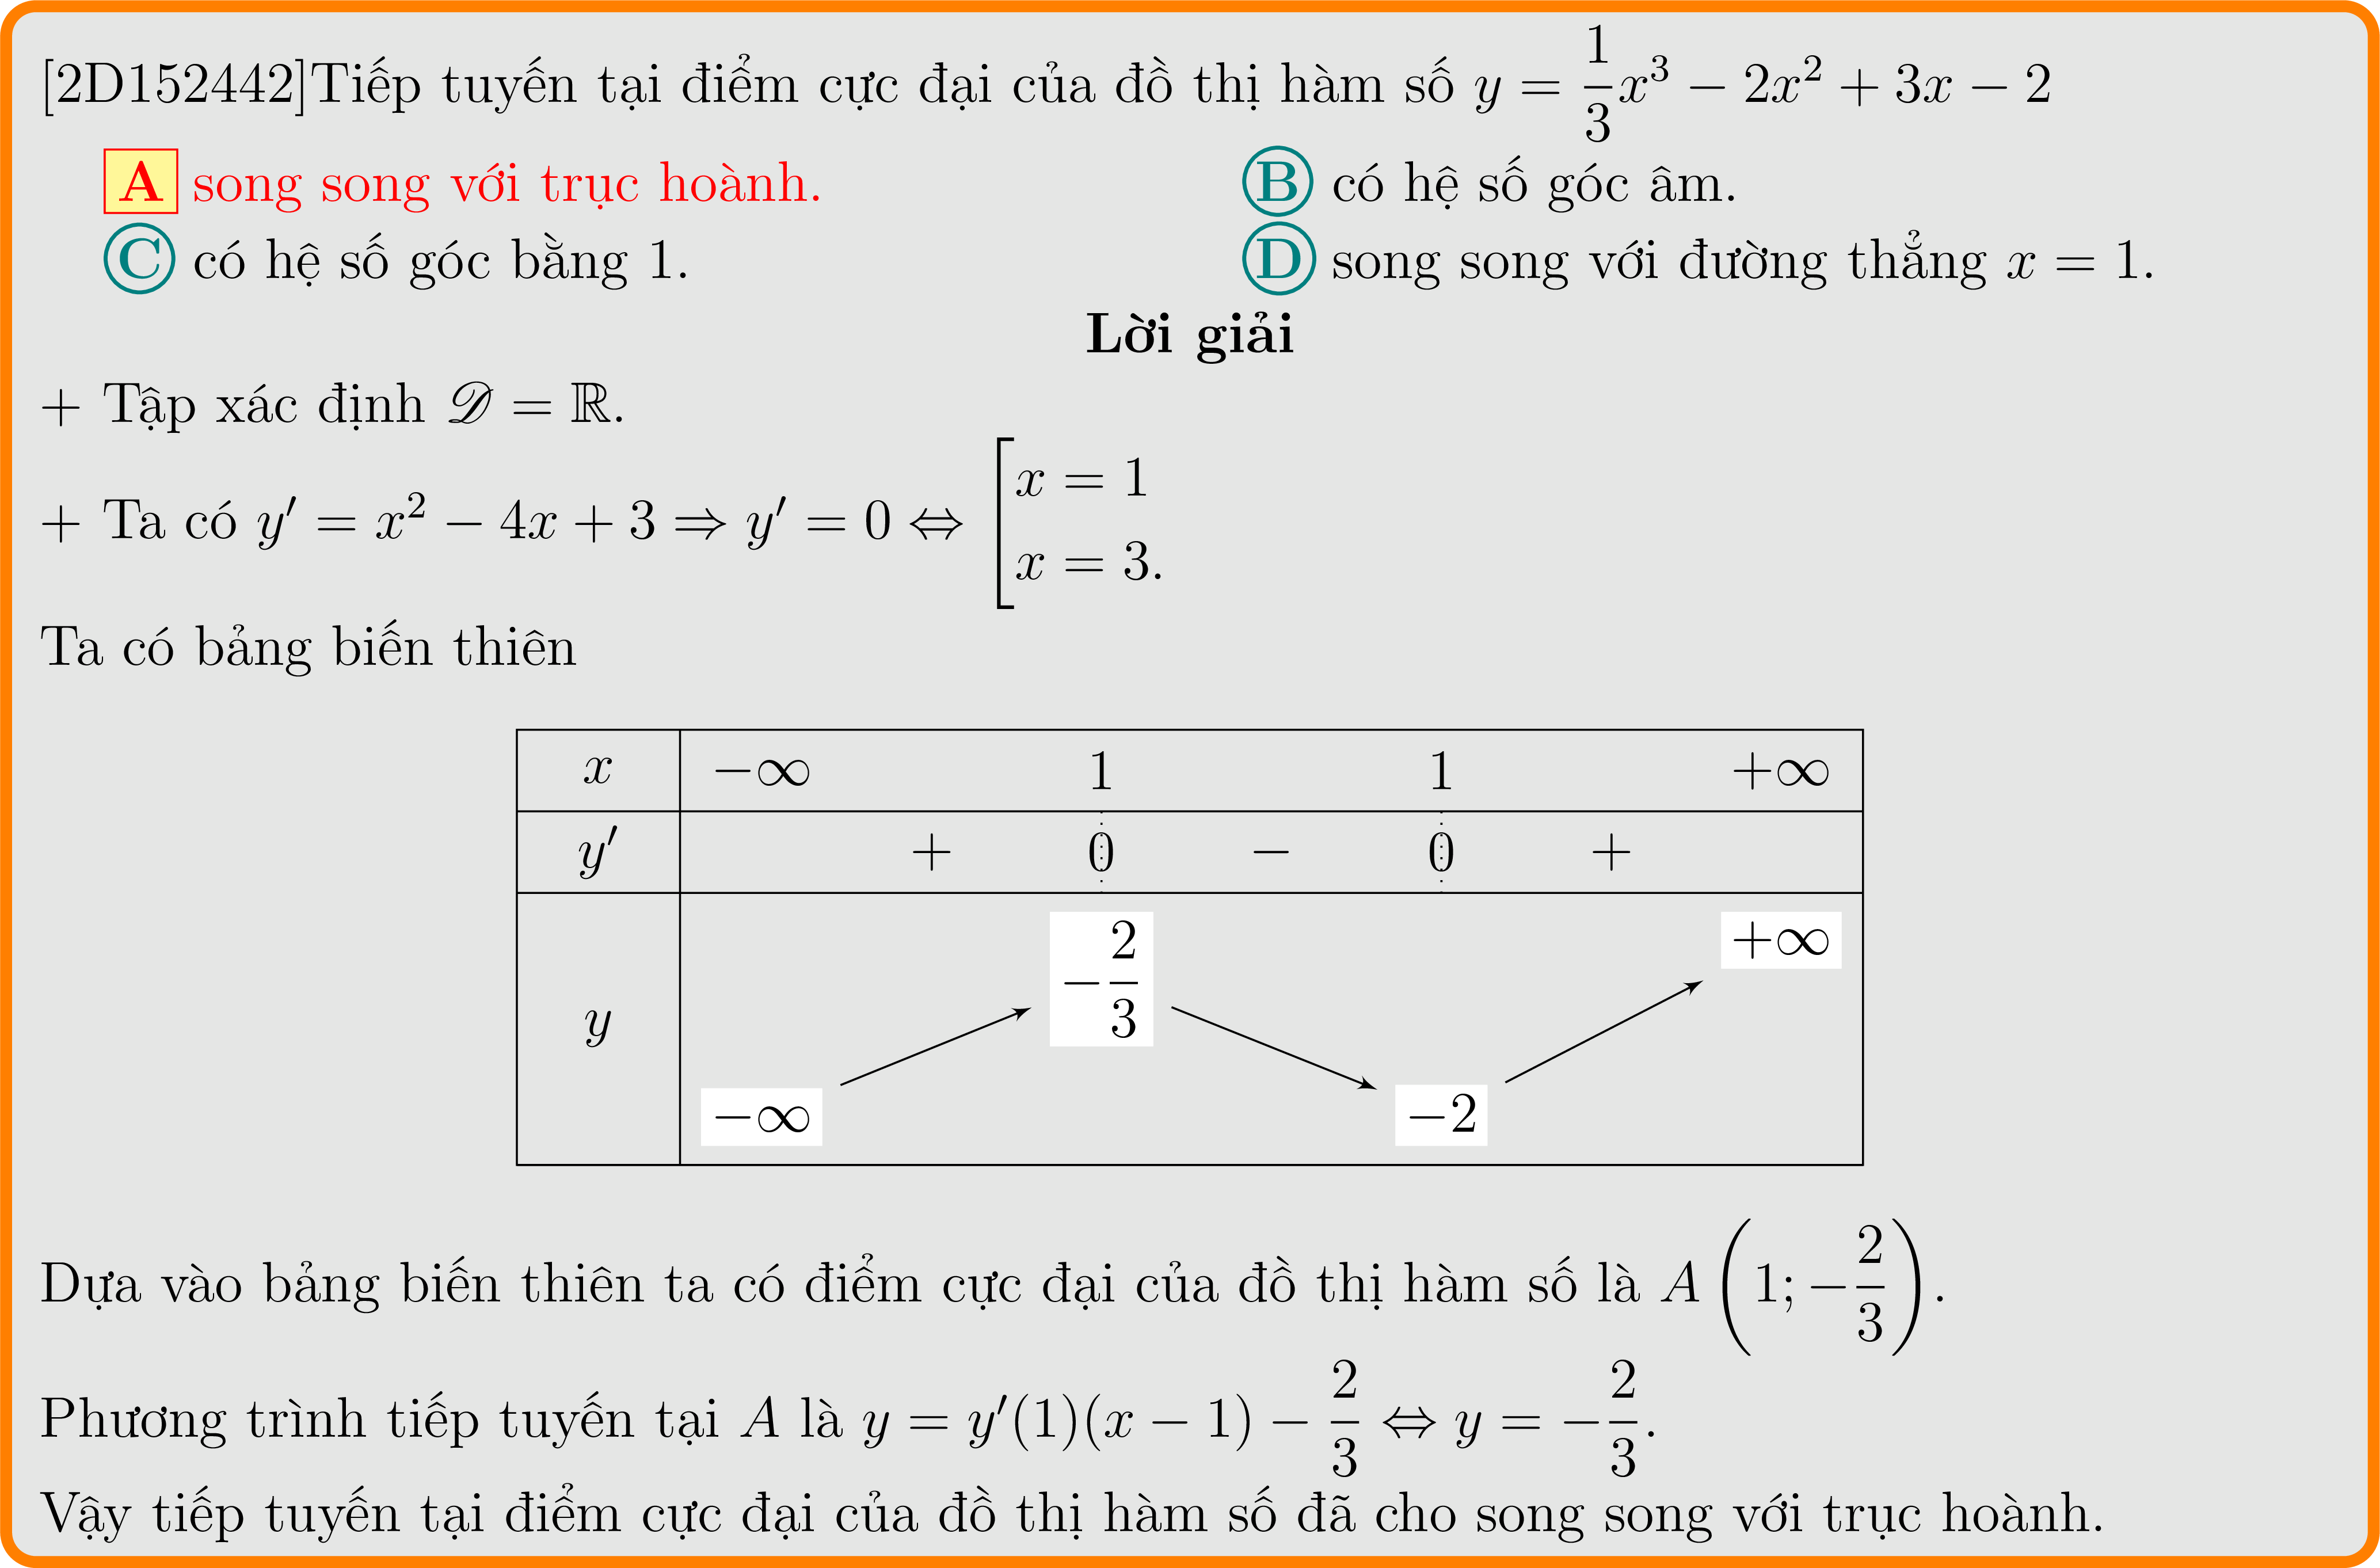 [2D152442]Tiếp tuyến tại điểm cực đại của đồ thị hàm số $y = \dfrac{1}{3}x^3 - 2x^2 + 3x - 2$
A song song với trục hoành. B có hệ số góc âm.
C có hệ số góc bằng 1. D song song với đường thẳng $x = 1$.
Lời giải
+ Tập xác định $\mathscr{D} = \mathbb{R}$.
+ Ta có $y' = x^2 - 4x + 3 \Rightarrow y' = 0 \Leftrightarrow \left[\begin{array}{l} x = 1 \\ x = 3. \end{array}\right.$
Ta có bảng biến thiên
$x$ $-\infty$ 1 1 $+\infty$
$y'$ + 0 − 0 +
$y$ $-\infty$ $-\dfrac{2}{3}$ $-2$ $+\infty$
Dựa vào bảng biến thiên ta có điểm cực đại của đồ thị hàm số là $A\left(1; -\dfrac{2}{3}\right)$.
Phương trình tiếp tuyến tại $A$ là $y = y'(1)(x - 1) - \dfrac{2}{3} \Leftrightarrow y = -\dfrac{2}{3}$.
Vậy tiếp tuyến tại điểm cực đại của đồ thị hàm số đã cho song song với trục hoành.